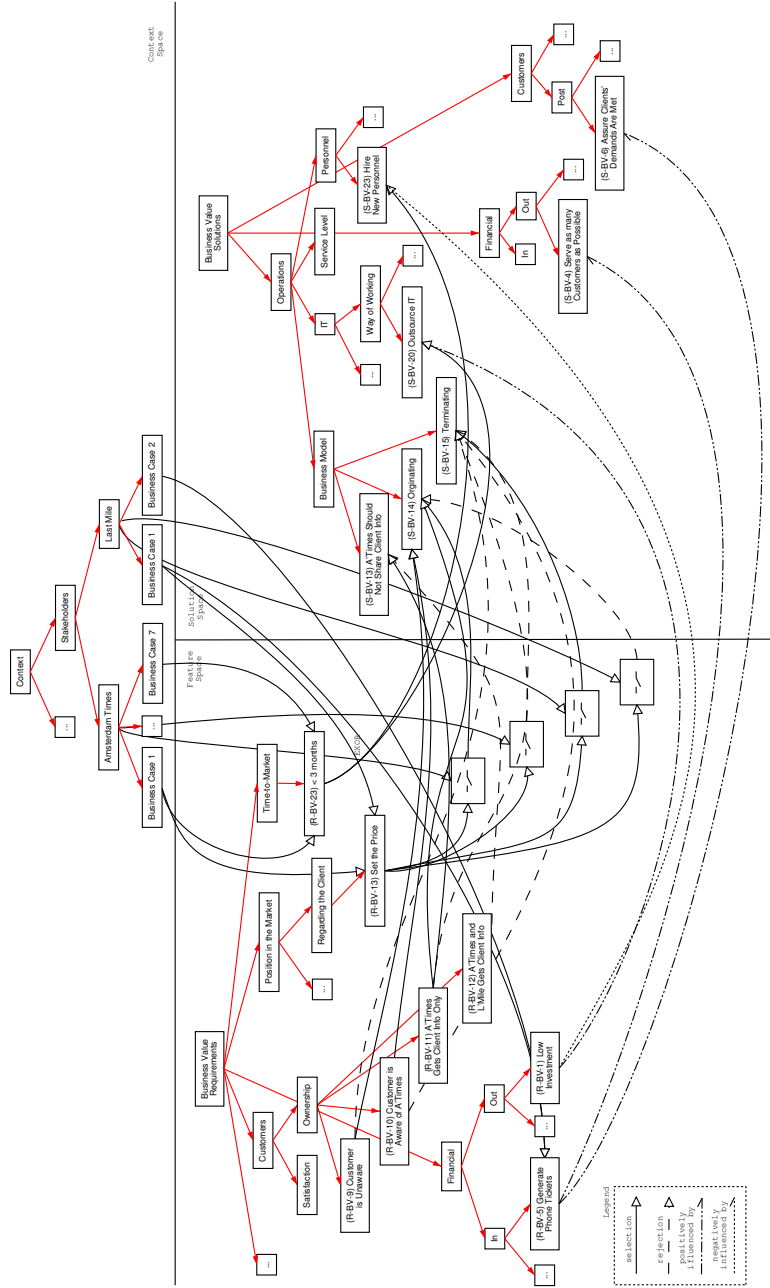 Context
...
Stakeholders
Amsterdam Times
Last Mile
Business Case 1
...
Business Case 7
Business Case 1
Business Case 2
Context
Space
Feature
Space
Solution
Space
Business Value
Requirements
...
Customers
Satisfaction
Ownership
Position in the Market
...
Regarding the Client
Time-to-Market
(R-BV-23) < 3 months
(R-BV-13) Set the Price
EXOR
(R-BV-9) Customer
is Unaware
(R-BV-10) Customer is
Aware of A'Times
(R-BV-11) A'Times
Gets Client Info Only
(R-BV-12) A'Times and
L'Mile Gets Client Info
Financial
In
Out
...
(R-BV-5) Generate
Phone Tickets
...
(R-BV-1) Low
Investment
Business Value
Solutions
Operations
Business Model
IT
Service Level
Personnel
(S-BV-13) A'Times Should
Not Share Client Info
(S-BV-14) Orginating
(S-BV-15) Terminating
...
Way of Working
(S-BV-20) Outsource IT
...
(S-BV-23) Hire
New Personnel
...
Financial
In
Out
(S-BV-4) Serve as many
Customers as Possible
...
Customers
Post
...
(S-BV-6) Assure Clients'
Demands Are Met
...
Legend
selection
rejection
positively
ifluenced by
negatively
influenced by